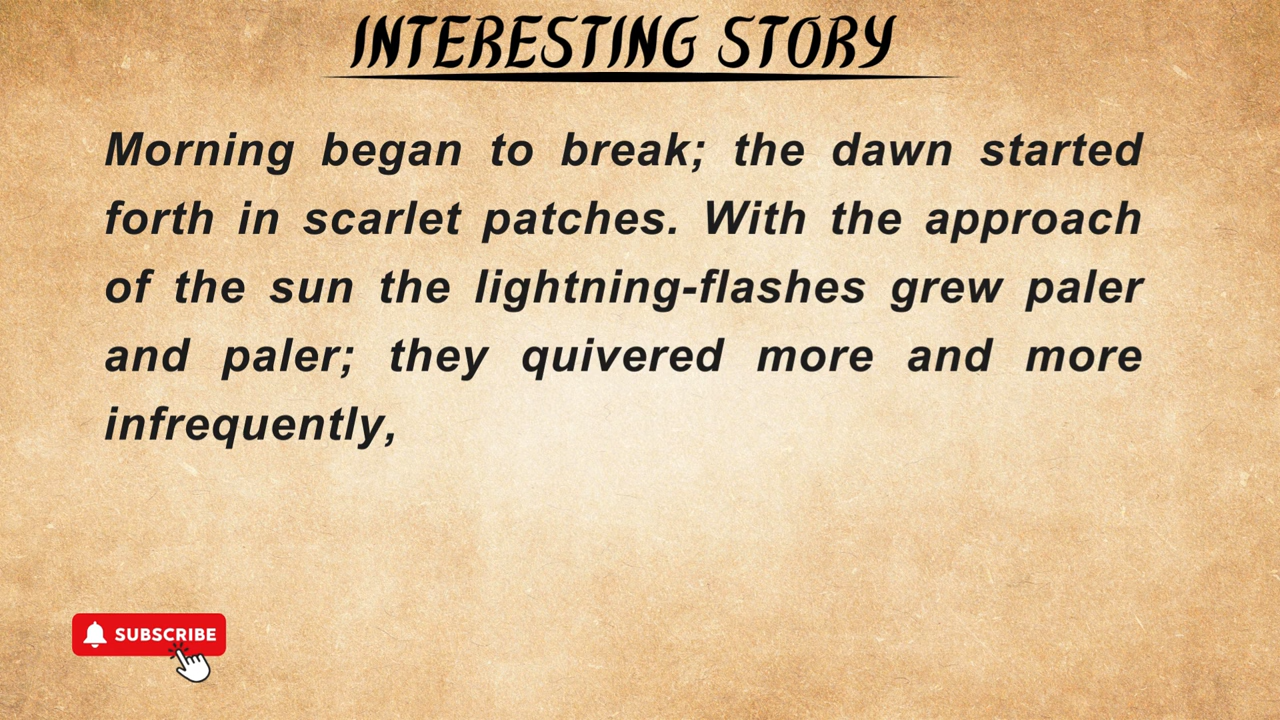 INTERESTING STORY
Morning began to break; the dawn started
forth in scarlet patches. With the approach
of the sun the lightning-flashes grew paler
and paler; they quivered more and more
infrequently,
SUBSCRIBE